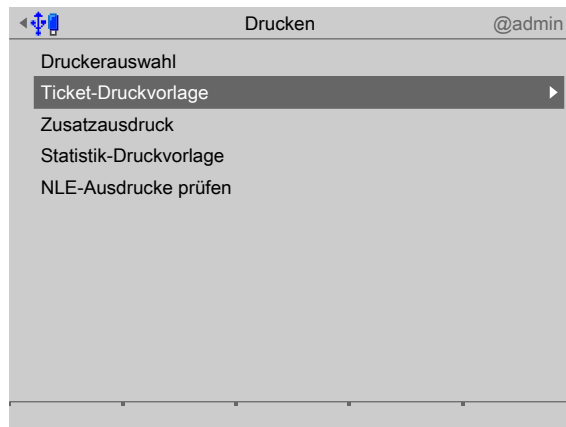 Drucken @admin
Druckerauswahl
Ticket-Druckvorlage
Zusatzausdruck
Statistik-Druckvorlage
NLE-Ausdrucke prüfen